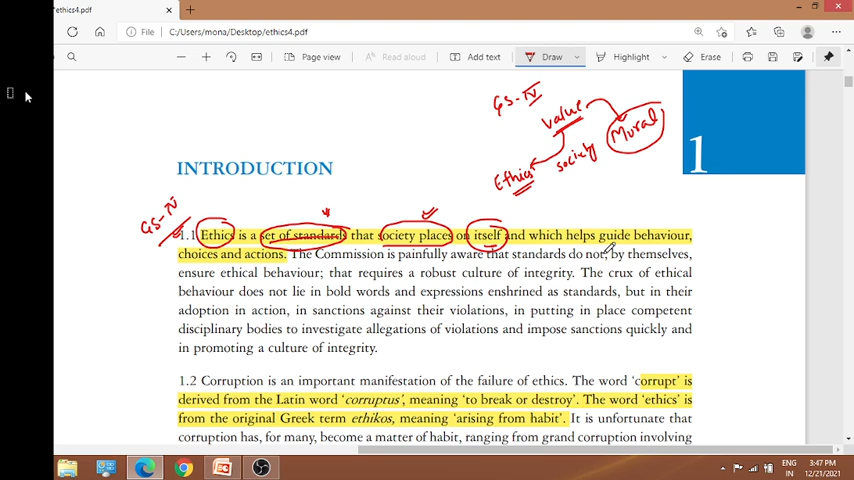 ethics4.pdf
File | C:/Users/mona/Desktop/ethics4.pdf
Page view
Read aloud
Add text
Draw
Highlight
Erase
GS-IV
value
Moral
society
Ethics
1
INTRODUCTION
GS-IV
1.1 Ethics is a set of standards that society places on itself and which helps guide behaviour,
choices and actions. The Commission is painfully aware that standards do not, by themselves,
ensure ethical behaviour; that requires a robust culture of integrity. The crux of ethical
behaviour does not lie in bold words and expressions enshrined as standards, but in their
adoption in action, in sanctions against their violations, in putting in place competent
disciplinary bodies to investigate allegations of violations and impose sanctions quickly and
in promoting a culture of integrity.
1.2 Corruption is an important manifestation of the failure of ethics. The word 'corrupt' is
derived from the Latin word 'corruptus', meaning 'to break or destroy'. The word 'ethics' is
from the original Greek term ethikos, meaning 'arising from habit'. It is unfortunate that
corruption has, for many, become a matter of habit, ranging from grand corruption involving
ENG
IN
3:47 PM
12/21/2021